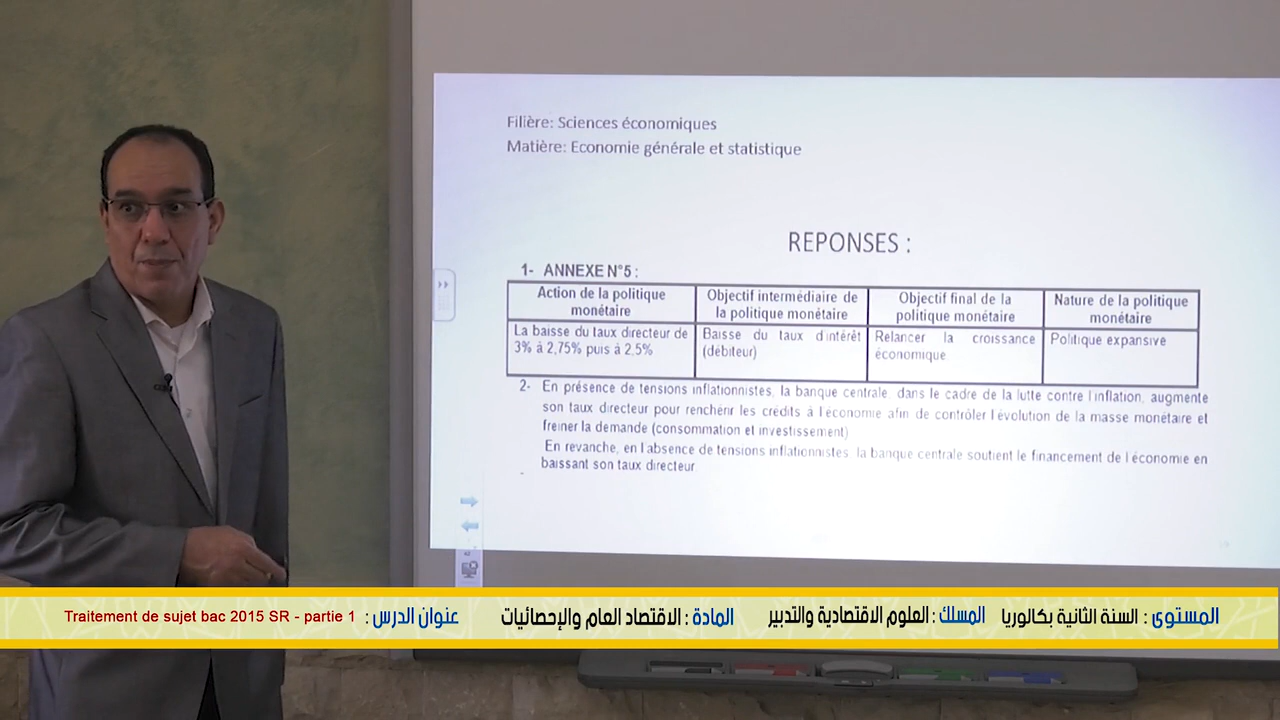 Filière: Sciences économiques
Matière: Economie générale et statistique
REPONSES :
1- ANNEXE N°5 :
Action de la politique monétaire
Objectif intermédiaire de la politique monétaire
Objectif final de la politique monétaire
Nature de la politique monétaire
La baisse du taux directeur de 3% à 2,75% puis à 2,5%
Baisse du taux d'intérêt (débiteur)
Relancer la croissance économique
Politique expansive
2- En présence de tensions inflationnistes, la banque centrale, dans le cadre de la lutte contre l'inflation, augmente
son taux directeur pour renchérir les crédits à l'économie afin de contrôler l'évolution de la masse monétaire et
freiner la demande (consommation et investissement)
En revanche, en l'absence de tensions inflationnistes, la banque centrale soutient le financement de l'économie en
baissant son taux directeur.
المستوى : السنة الثانية بكالوريا
المسلك : العلوم الاقتصادية والتدبير
المادة : الاقتصاد العام والإحصائيات
عنوان الدرس : Traitement de sujet bac 2015 SR - partie 1